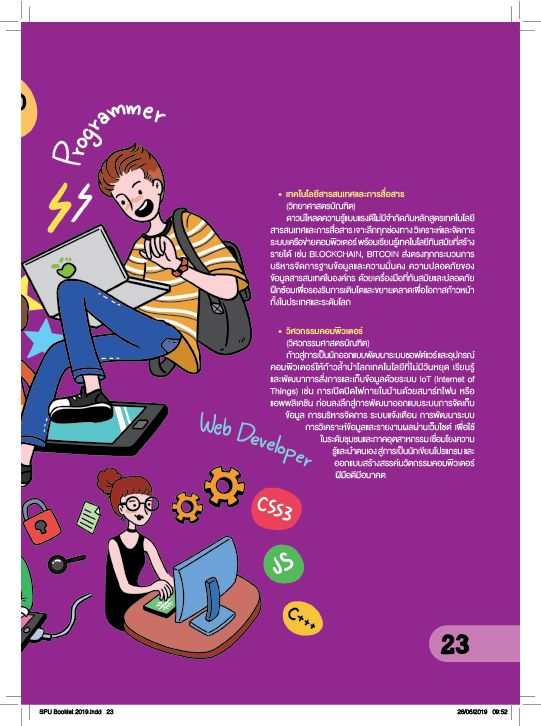 Programmer
• เทคโนโลยีสารสนเทศและการสื่อสาร
(วิทยาศาสตรบัณฑิต)
ดาวน์โหลดความรู้แบบแรงดีไม่มีจำกัดกับหลักสูตรเทคโนโลยี
สารสนเทศและการสื่อสาร เจาะลึกทุกช่องทาง วิเคราะห์และจัดการ
ระบบเครือข่ายคอมพิวเตอร์ พร้อมเรียนรู้เทคโนโลยีทันสมัยที่สร้าง
รายได้ เช่น BLOCKCHAIN, BITCOIN ส่งตรงทุกกระบวนการ
บริหารจัดการฐานข้อมูลและความมั่นคง ความปลอดภัยของ
ข้อมูลสารสนเทศในองค์กร ด้วยเครื่องมือที่ทันสมัยและปลอดภัย
ฝึกซ้อมเพื่อรองรับการเติบโตและขยายตลาดเพื่อโอกาสก้าวหน้า
ทั้งในประเทศและระดับโลก
• วิศวกรรมคอมพิวเตอร์
(วิศวกรรมศาสตรบัณฑิต)
ก้าวสู่การเป็นนักออกแบบพัฒนาระบบซอฟต์แวร์และอุปกรณ์
คอมพิวเตอร์ให้ก้าวล้ำนำโลกเทคโนโลยีที่ไม่มีวันหยุด เรียนรู้
และพัฒนาการสั่งการและเก็บข้อมูลด้วยระบบ IoT (Internet of
Things) เช่น การเปิดปิดไฟภายในบ้านด้วยสมาร์ทโฟน หรือ
แอพพลิเคชัน ก่อนลงลึกสู่การพัฒนาออกแบบระบบการจัดเก็บ
ข้อมูล การบริหารจัดการ ระบบแจ้งเตือน การพัฒนาระบบ
การวิเคราะห์ข้อมูลและรายงานผลผ่านเว็บไซต์ เพื่อใช้
ในระดับชุมชนและภาคอุตสาหกรรม เชื่อมโยงความ
รู้และนำตนเอง สู่การเป็นนักเขียนโปรแกรม และ
ออกแบบสร้างสรรค์นวัตกรรมคอมพิวเตอร์
ฝีมือดีมีอนาคต
Web Developer
CSS3
JS
C+++
23
SPU Booklet 2019.indd 23
26/06/2019 09:52